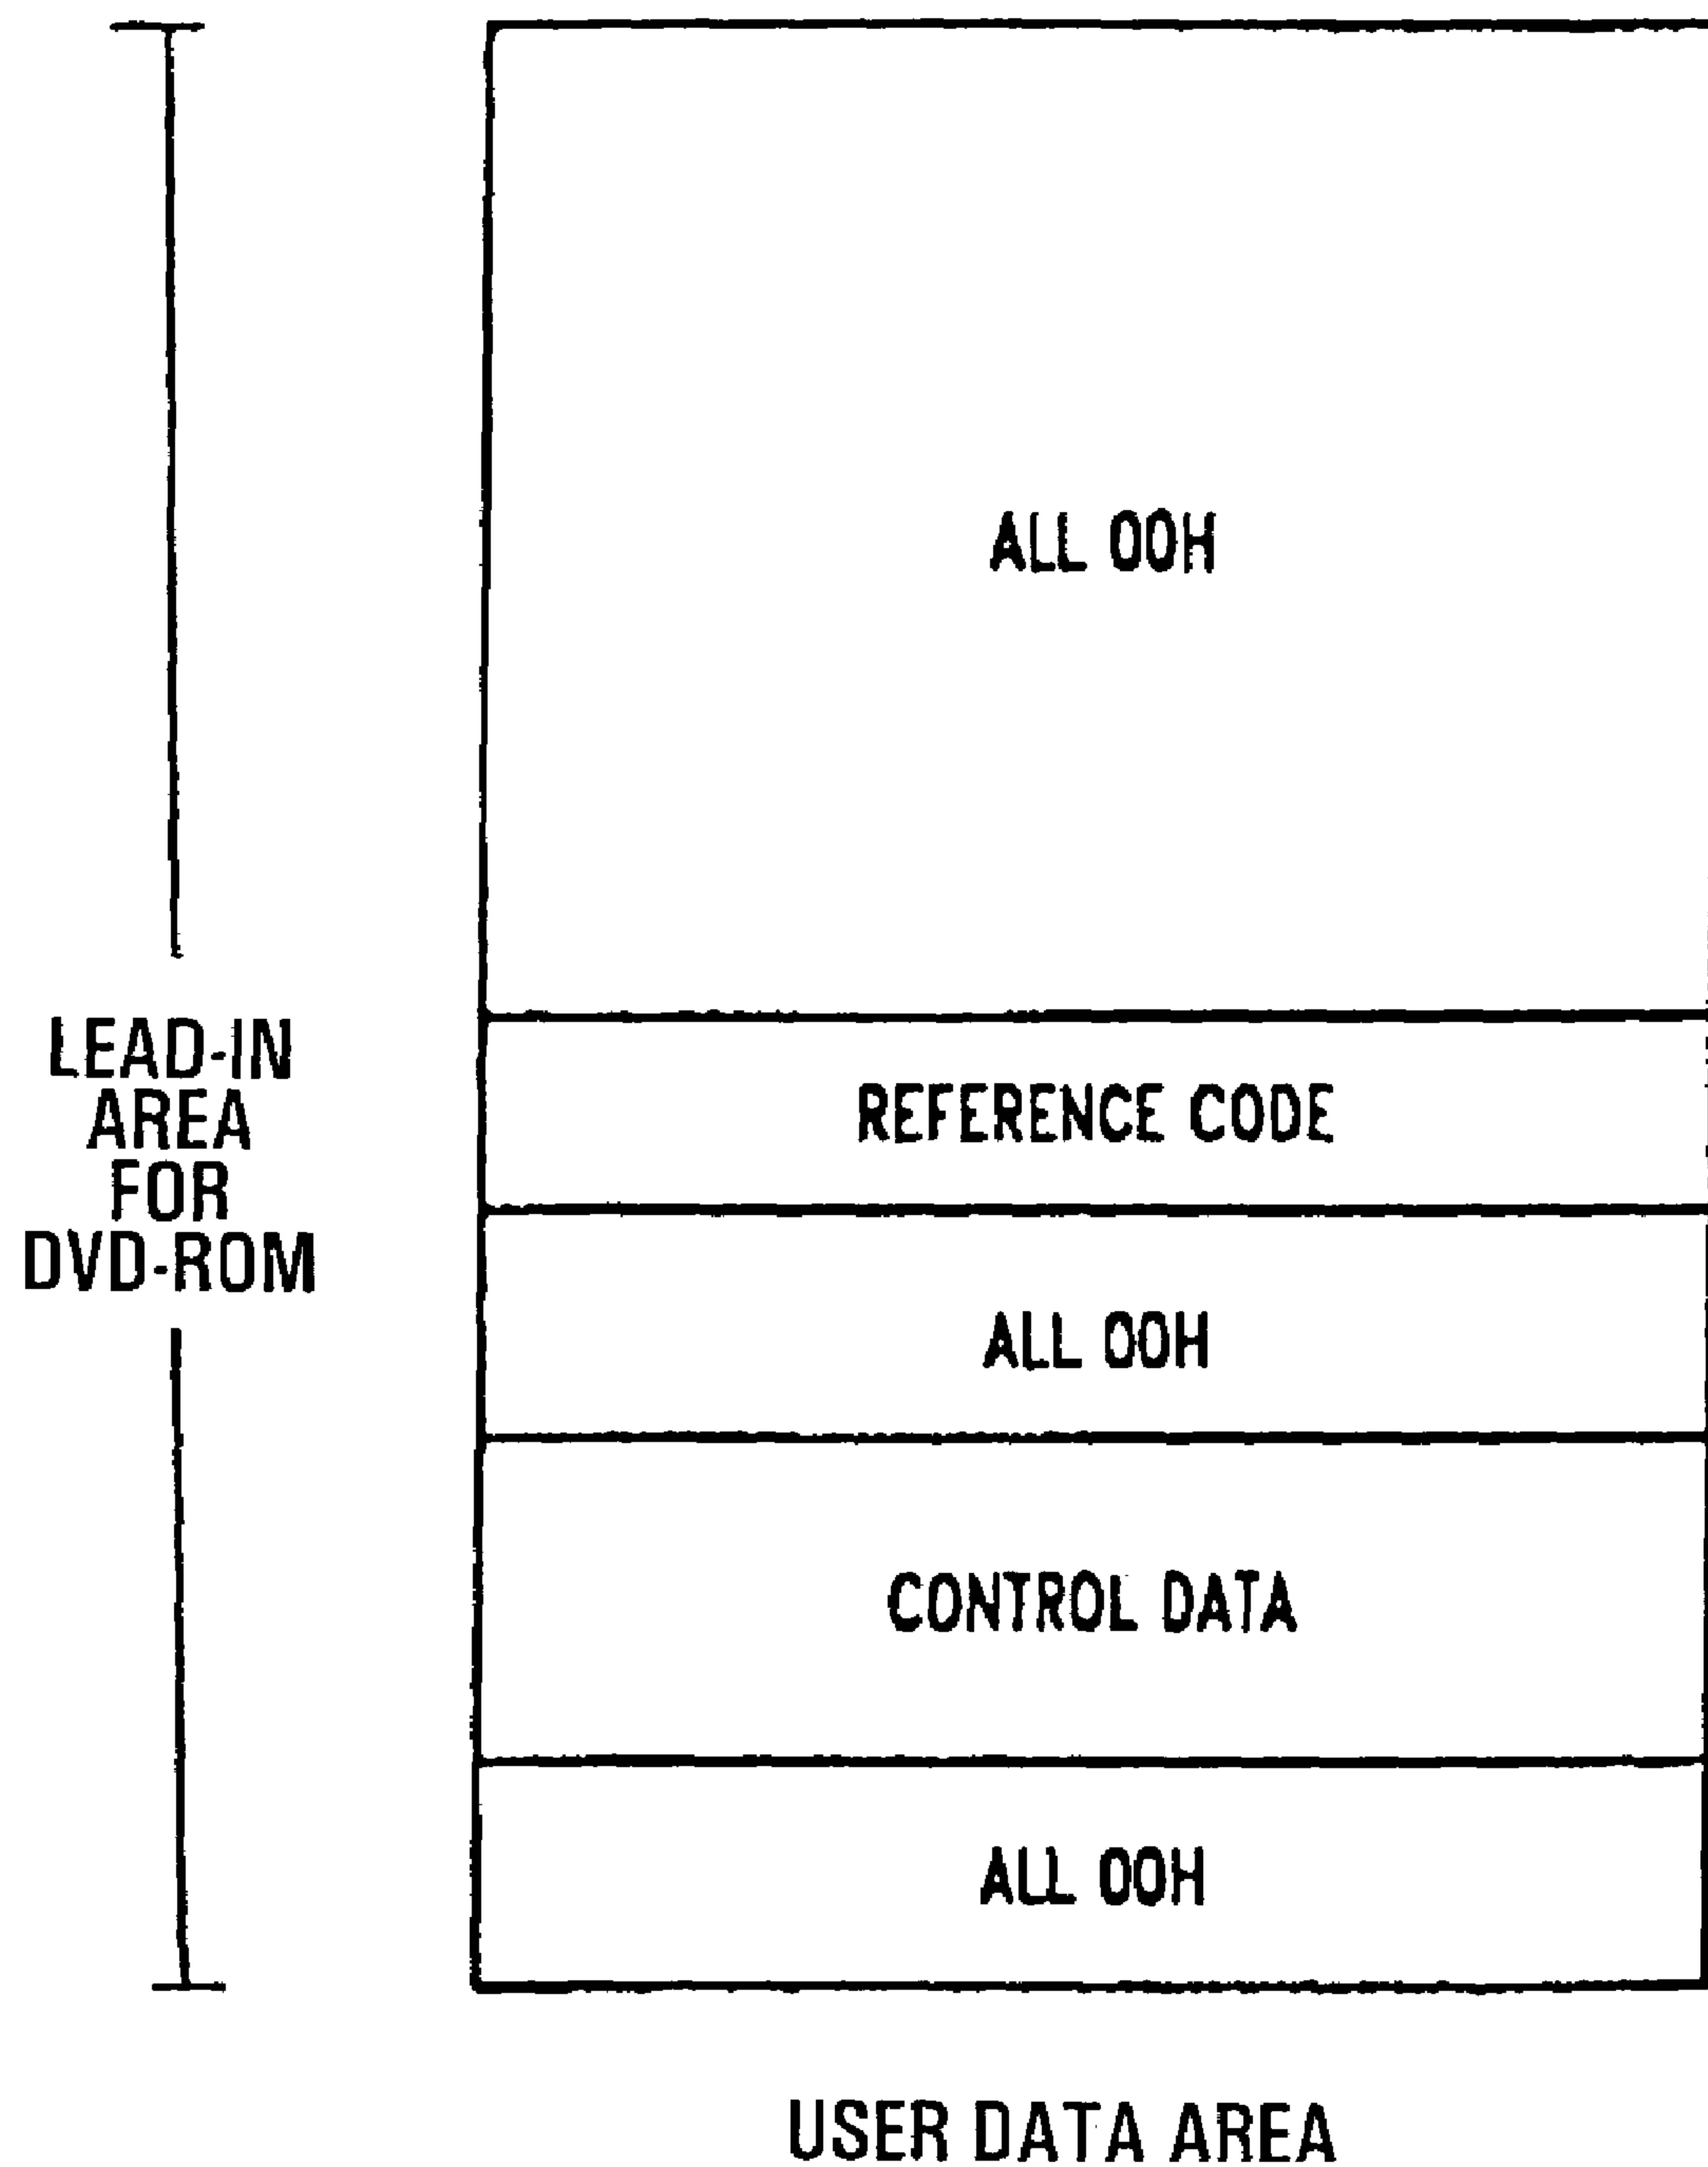 ALL 00H
LEAD-IN
AREA
FOR
DVD-ROM
REFERENCE CODE
ALL 00H
CONTROL DATA
ALL 00H
USER DATA AREA